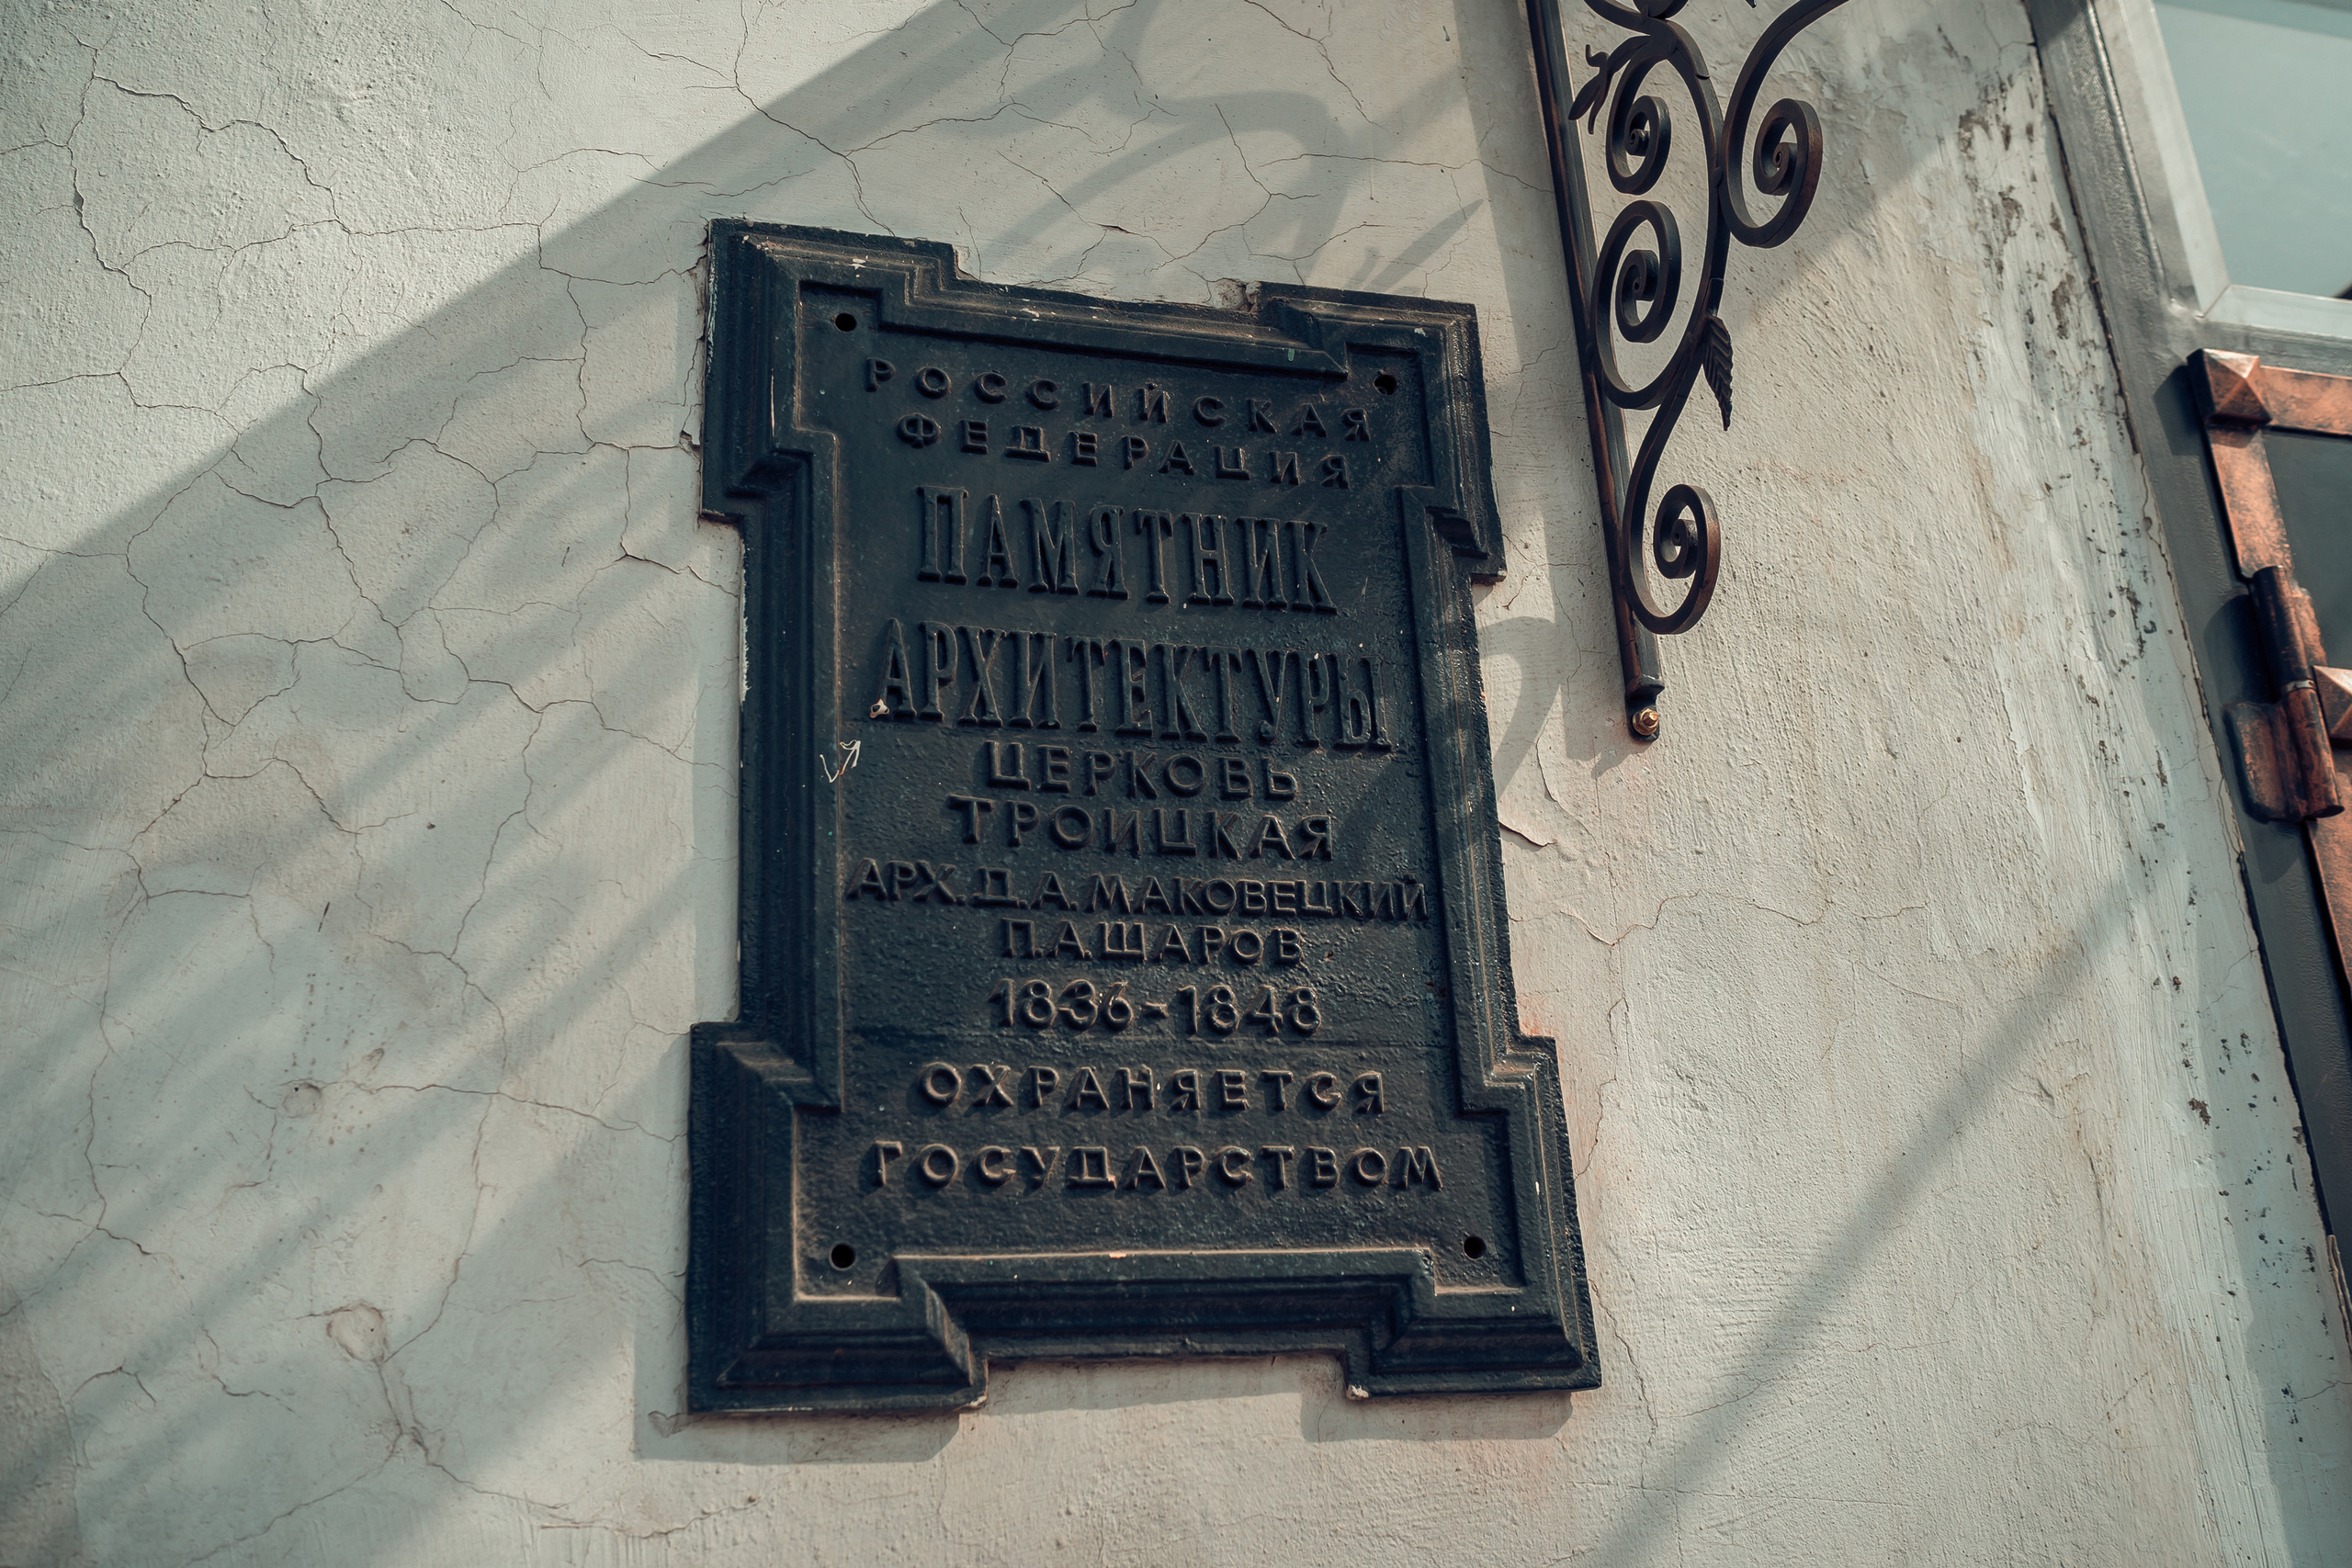 РОССИЙСКАЯ
ФЕДЕРАЦИЯ
ПАМЯТНИК
АРХИТЕКТУРЫ
ЦЕРКОВЬ
ТРОИЦКАЯ
АРХ. Д.А. МАКОВЕЦКИЙ
П.А.ШАРОВ
1836-1848
ОХРАНЯЕТСЯ
ГОСУДАРСТВОМ